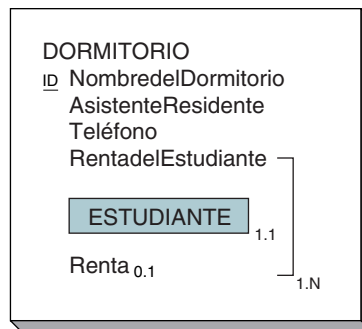 DORMITORIO
ID NombredelDormitorio
AsistenteResidente
Teléfono
RentadelEstudiante
ESTUDIANTE 1.1
Renta 0.1
1.N